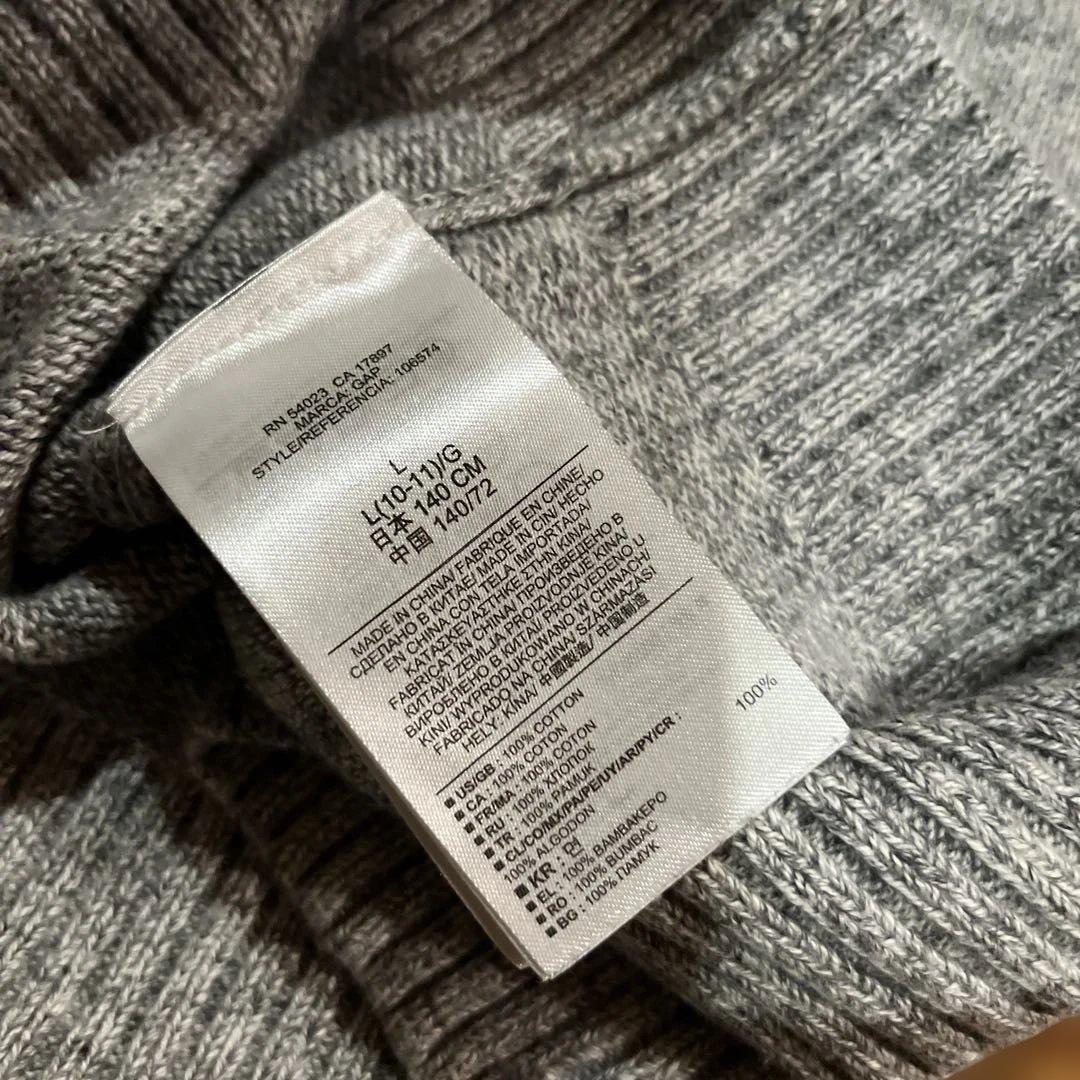 RN 54023 CA 17897
MARCA: GAP
STYLE/REFERENCIA: 106574
L
L(10-11)/G
日本 140 CM
中国 140/72
MADE IN CHINA/ FABRIQUE EN CHINE/
СДЕЛАНО В КИТАЕ/ MADE IN CIN/ HECHO
EN CHINA CON TELA IMPORTADA/
ΚΑΤΑΣΚΕΥΑΣΤΗΚΕ ΣΤΗΝ ΚΙΝΑ/
FABRICAT IN CHINA/ ПРОИЗВЕДЕНО В
КИТАЙ/ ZEMLJA PROIZVODNJE KINA/
ВИРОБЛЕНО В КИТАІ/ PROIZVEDENO U
KINI/ WYPRODUKOWANO W CHINACH/
FABRICADO NA CHINA/ SZÁRMAZÁSI
HELY: KÍNA/ 中國製造/ 中国制造
US/GB : 100% COTTON
CA : 100% COTTON
FR/MA : 100% COTON
RU : 100% ХЛОПОК
TR : 100% PAMUK
CL/CO/MX/PA/PE/UY/AR/PY/CR :
100% ALGODON
KR : 면 100%
EL : 100% ΒΑΜΒΑΚΕΡΟ
RO : 100% BUMBAC
BG : 100% ПАМУК